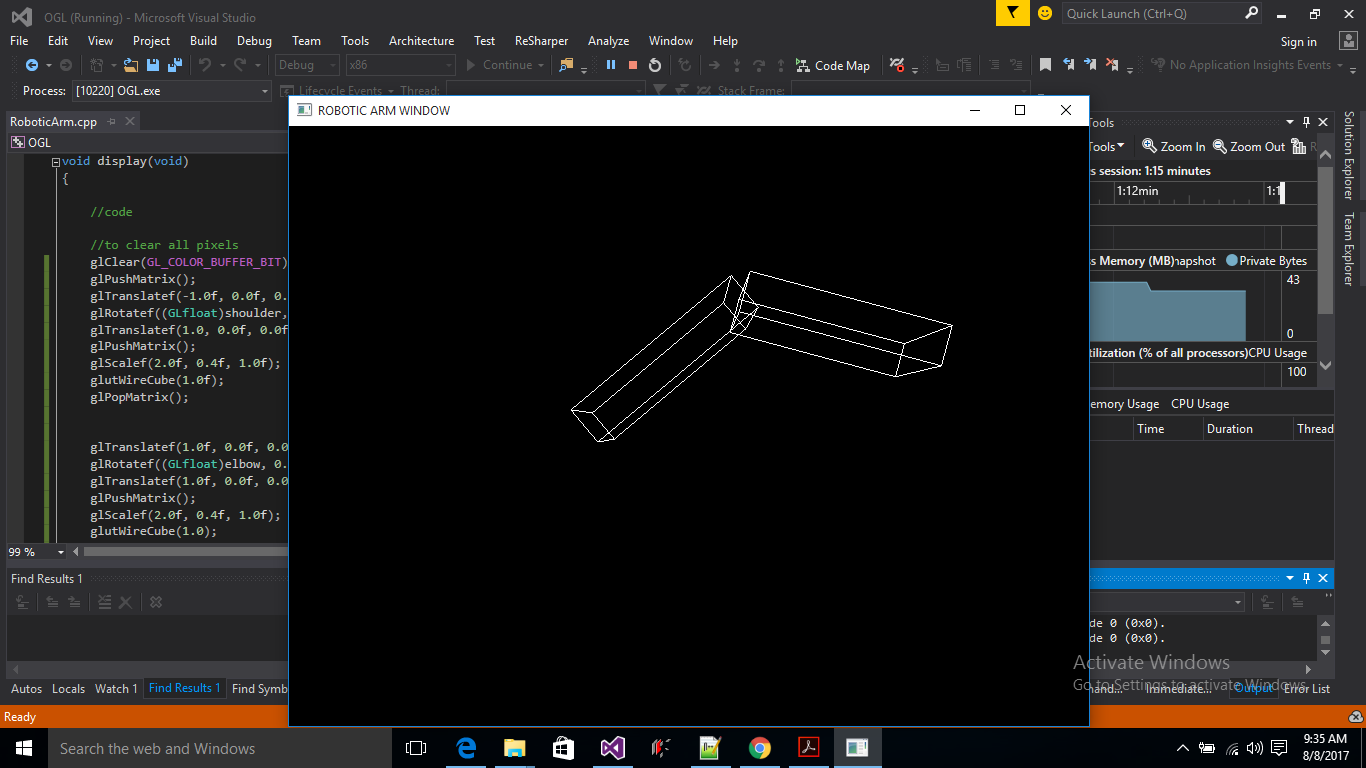 OGL (Running) - Microsoft Visual Studio
Quick Launch (Ctrl+Q)
File Edit View Project Build Debug Team Tools Architecture Test ReSharper Analyze Window Help
Sign in
Debug x86 Continue Code Map No Application Insights Events
Process: [10220] OGL.exe Lifecycle Events Thread: Stack Frame:
ROBOTIC ARM WINDOW
RoboticArm.cpp
OGL
void display(void)
{
//code
//to clear all pixels
glClear(GL_COLOR_BUFFER_BIT)
glPushMatrix();
glTranslatef(-1.0f, 0.0f, 0.
glRotatef((GLfloat)shoulder,
glTranslatef(1.0, 0.0f, 0.0f
glPushMatrix();
glScalef(2.0f, 0.4f, 1.0f);
glutWireCube(1.0f);
glPopMatrix();
glTranslatef(1.0f, 0.0f, 0.0
glRotatef((GLfloat)elbow, 0.
glTranslatef(1.0f, 0.0f, 0.0
glPushMatrix();
glScalef(2.0f, 0.4f, 1.0f);
glutWireCube(1.0);
99 %
Find Results 1
Autos Locals Watch 1 Find Results 1 Find Symb
Ready
Tools
Tools Zoom In Zoom Out
s session: 1:15 minutes
1:12min 1:1
s Memory (MB) napshot Private Bytes
43
0
tilization (% of all processors) CPU Usage
100
emory Usage CPU Usage
Time Duration Thread
Solution Explorer
Team Explorer
de 0 (0x0).
de 0 (0x0).
Activate Windows
Go to Settings to activate Windows.
mand... Immediate... Output Error List
Search the web and Windows
9:35 AM
8/8/2017